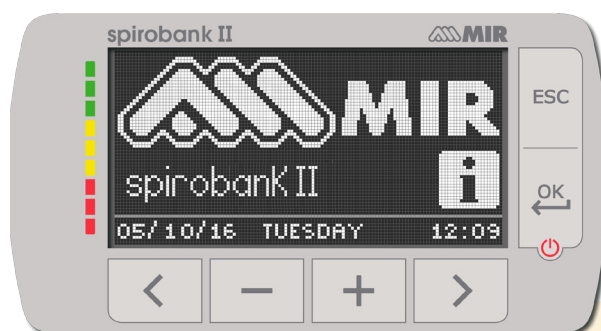 spirobank II MIR
MIR
spirobank II i
05/10/16 TUESDAY 12:09
ESC
OK
< − + >